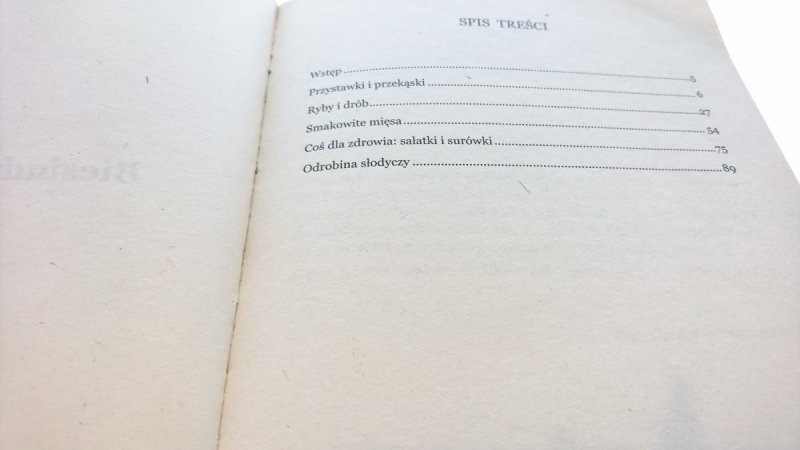 SPIS TREŚCI
Wstęp........5
Przystawki i przekąski........6
Ryby i drób........27
Smakowite mięsa........54
Coś dla zdrowia: sałatki i surówki........75
Odrobina słodyczy........89